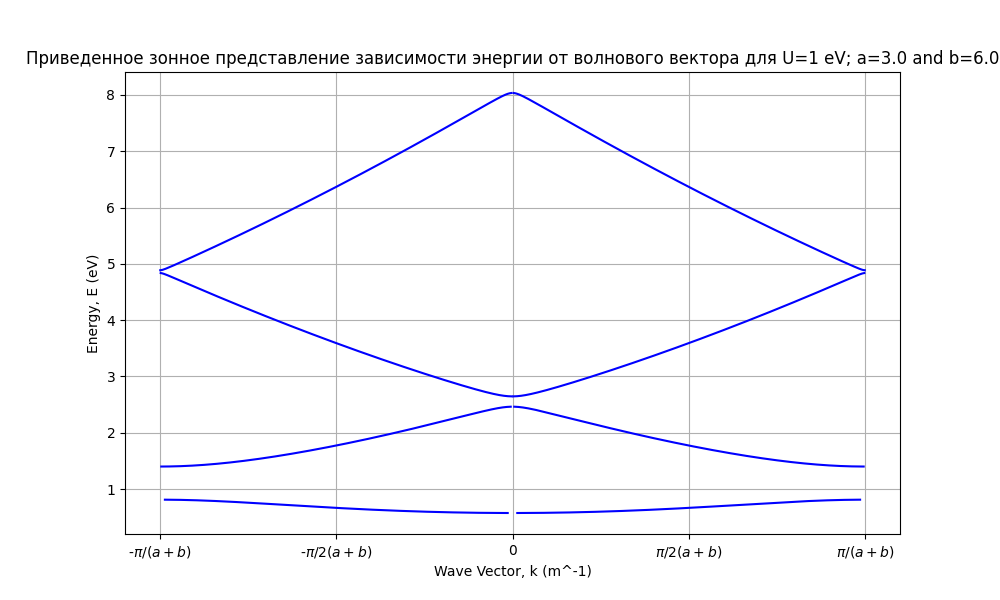 Приведенное зонное представление зависимости энергии от волнового вектора для U=1 eV; a=3.0 and b=6.0
8
7
6
5
4
3
2
1
Energy, E (eV)
-π/(a + b)
-π/2(a + b)
0
π/2(a + b)
π/(a + b)
Wave Vector, k (m^-1)